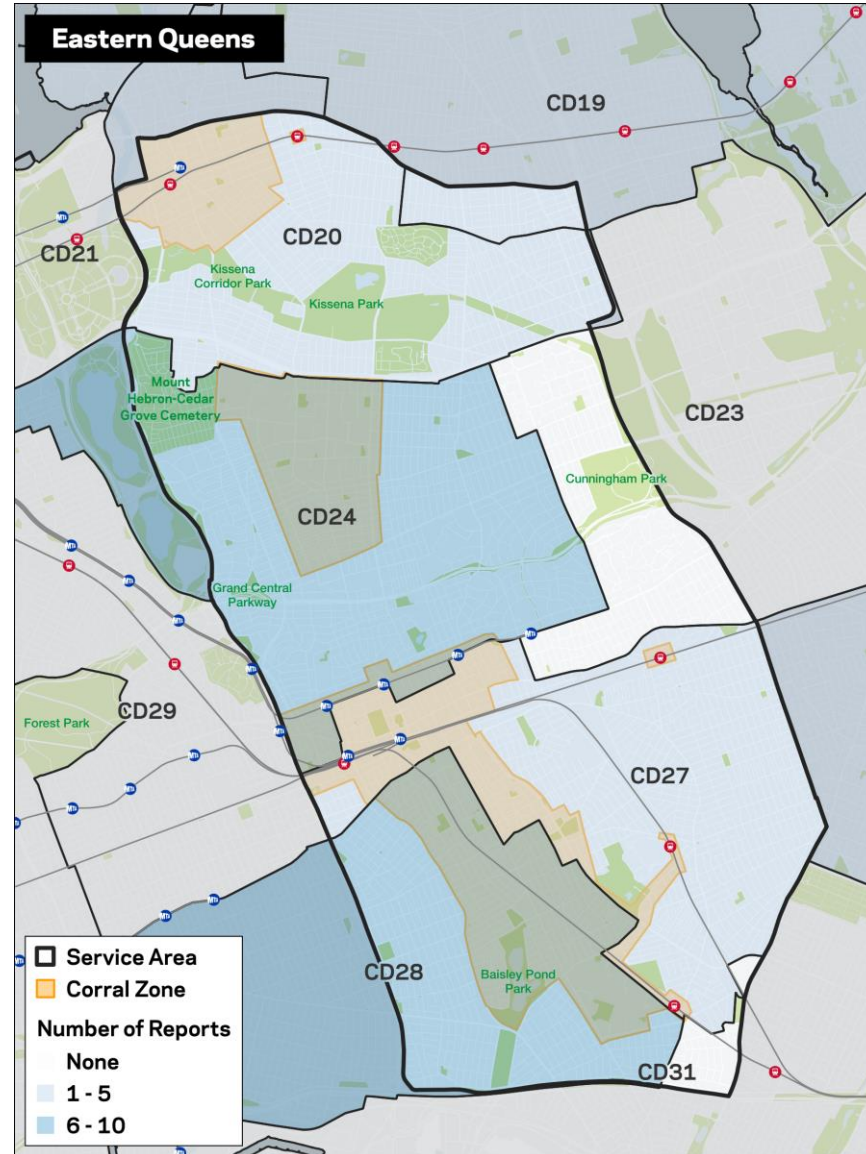 Eastern Queens
CD19
CD20
CD21
Kissena
Corridor Park
Kissena Park
Mount
Hebron-Cedar
Grove Cemetery
CD23
Cunningham Park
CD24
Grand Central
Parkway
Forest Park
CD29
CD27
CD28
Baisley Pond
Park
CD31
Service Area
Corral Zone
Number of Reports
None
1 - 5
6 - 10